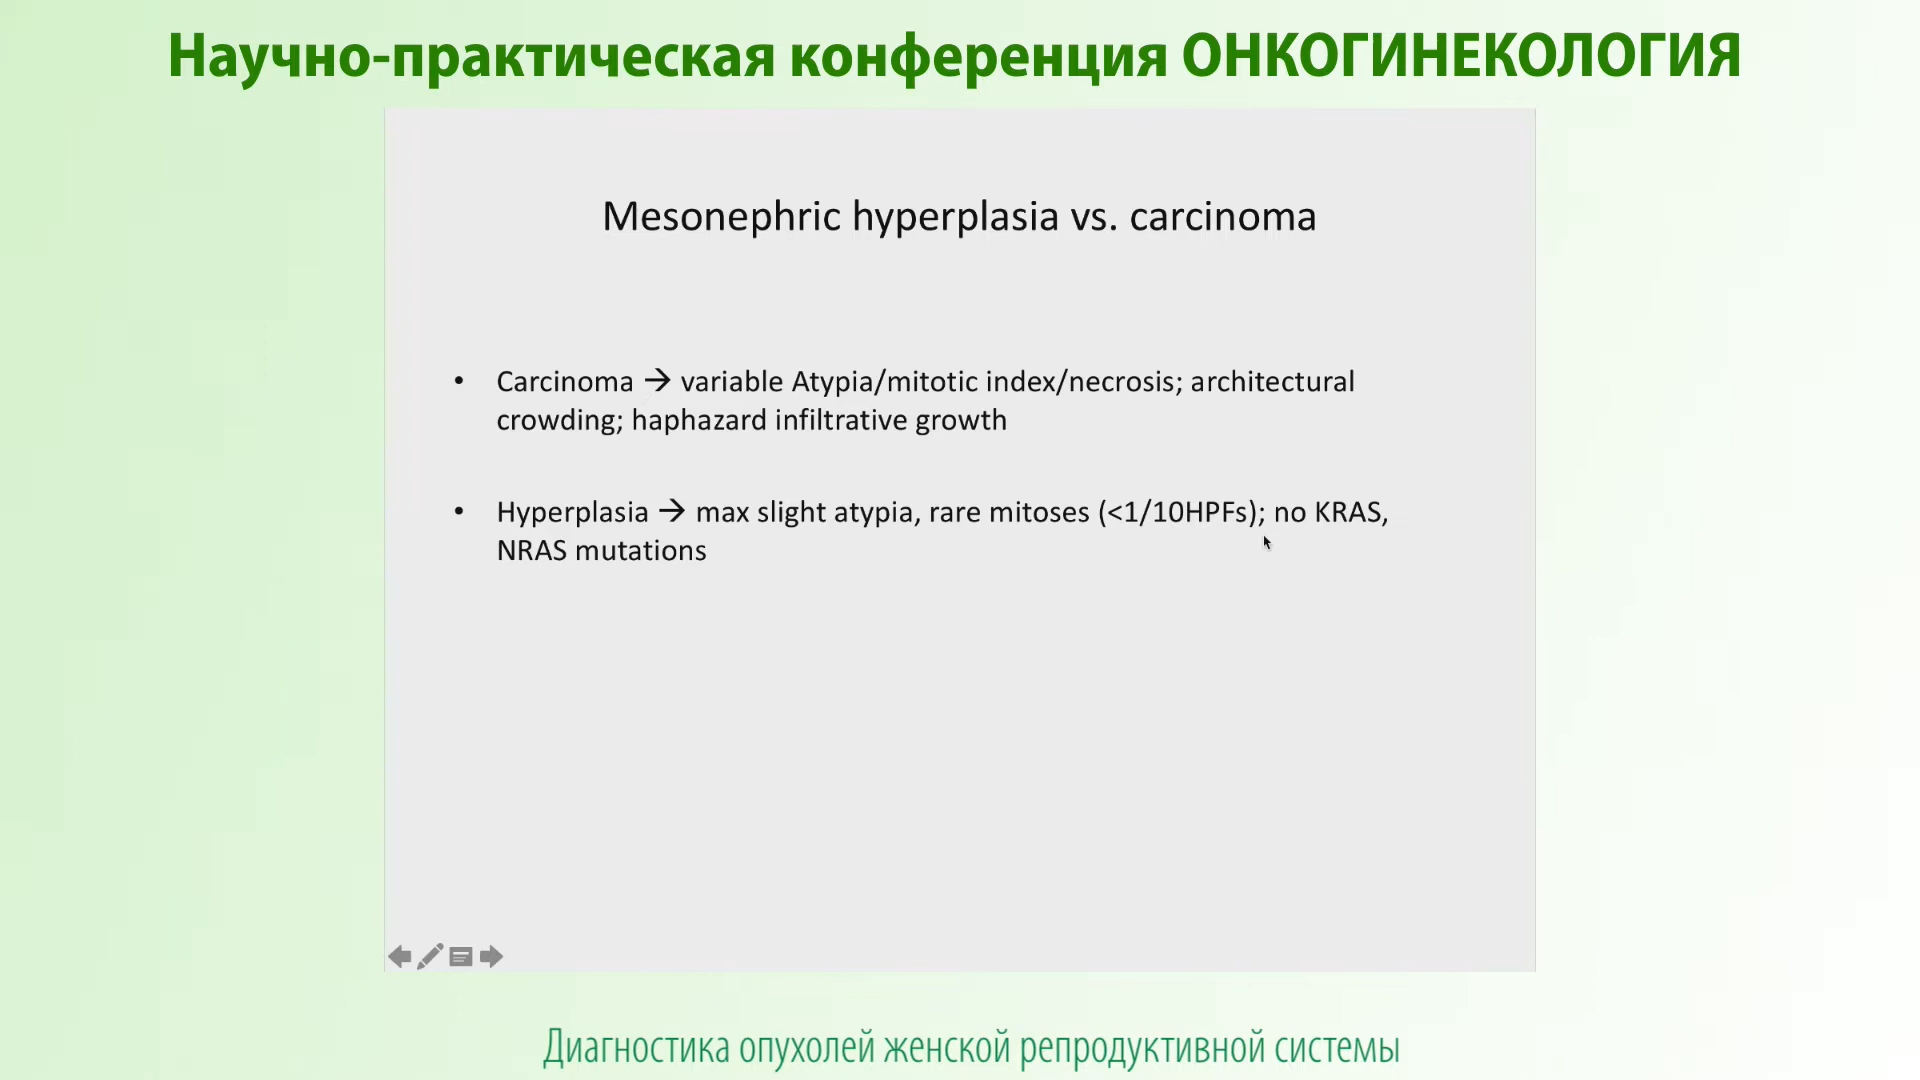 Научно-практическая конференция ОНКОГИНЕКОЛОГИЯ
Mesonephric hyperplasia vs. carcinoma
• Carcinoma → variable Atypia/mitotic index/necrosis; architectural
crowding; haphazard infiltrative growth
• Hyperplasia → max slight atypia, rare mitoses (<1/10HPFs); no KRAS,
NRAS mutations
Диагностика опухолей женской репродуктивной системы